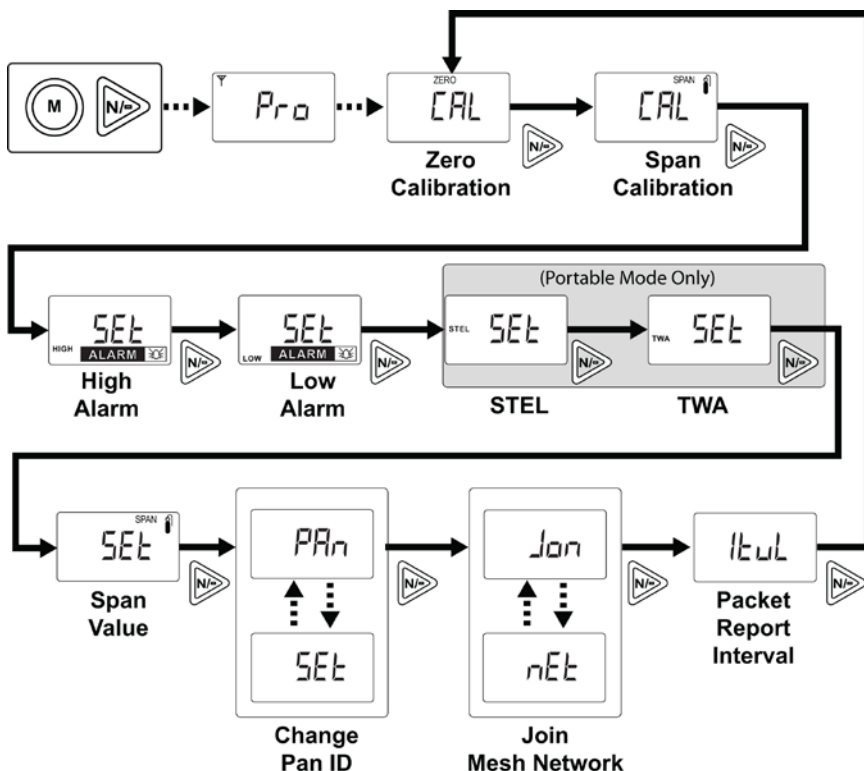 M N/-
Pro
ZERO
CAL
N/-
Zero
Calibration
SPAN
CAL
N/-
Span
Calibration
SEt
HIGH ALARM
N/-
High
Alarm
SEt
LOW ALARM
N/-
Low
Alarm
(Portable Mode Only)
STEL SEt
N/-
STEL
TWA SEt
N/-
TWA
SPAN
SEt
N/-
Span
Value
PAn
SEt
N/-
Change
Pan ID
Jon
nEt
N/-
Join
Mesh Network
ItuL
N/-
Packet
Report
Interval